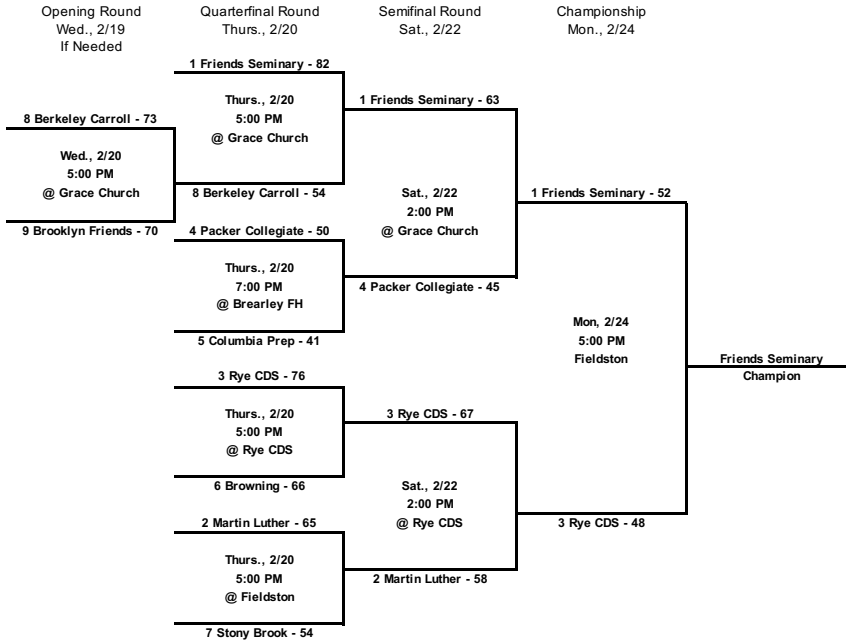 Opening Round
Wed., 2/19
If Needed
Quarterfinal Round
Thurs., 2/20
Semifinal Round
Sat., 2/22
Championship
Mon., 2/24
8 Berkeley Carroll - 73
Wed., 2/20
5:00 PM
@ Grace Church
9 Brooklyn Friends - 70
1 Friends Seminary - 82
Thurs., 2/20
5:00 PM
@ Grace Church
8 Berkeley Carroll - 54
4 Packer Collegiate - 50
Thurs., 2/20
7:00 PM
@ Brearley FH
5 Columbia Prep - 41
3 Rye CDS - 76
Thurs., 2/20
5:00 PM
@ Rye CDS
6 Browning - 66
2 Martin Luther - 65
Thurs., 2/20
5:00 PM
@ Fieldston
7 Stony Brook - 54
1 Friends Seminary - 63
Sat., 2/22
2:00 PM
@ Grace Church
4 Packer Collegiate - 45
3 Rye CDS - 67
Sat., 2/22
2:00 PM
@ Rye CDS
2 Martin Luther - 58
1 Friends Seminary - 52
Mon, 2/24
5:00 PM
Fieldston
3 Rye CDS - 48
Friends Seminary
Champion